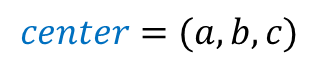 center = (a, b, c)